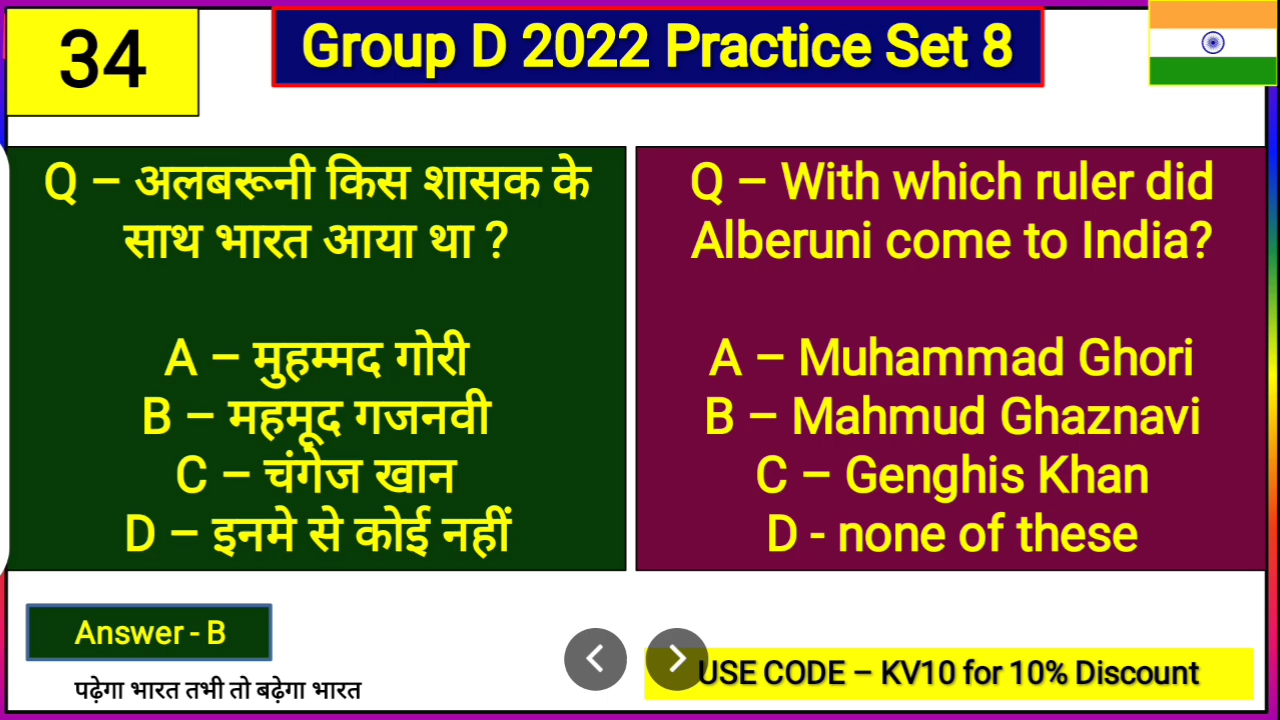 34
Group D 2022 Practice Set 8
Q – अलबरूनी किस शासक के
साथ भारत आया था ?
A – मुहम्मद गोरी
B – महमूद गजनवी
C – चंगेज खान
D – इनमे से कोई नहीं
Q – With which ruler did
Alberuni come to India?
A – Muhammad Ghori
B – Mahmud Ghaznavi
C – Genghis Khan
D - none of these
Answer - B
पढ़ेगा भारत तभी तो बढ़ेगा भारत
USE CODE – KV10 for 10% Discount